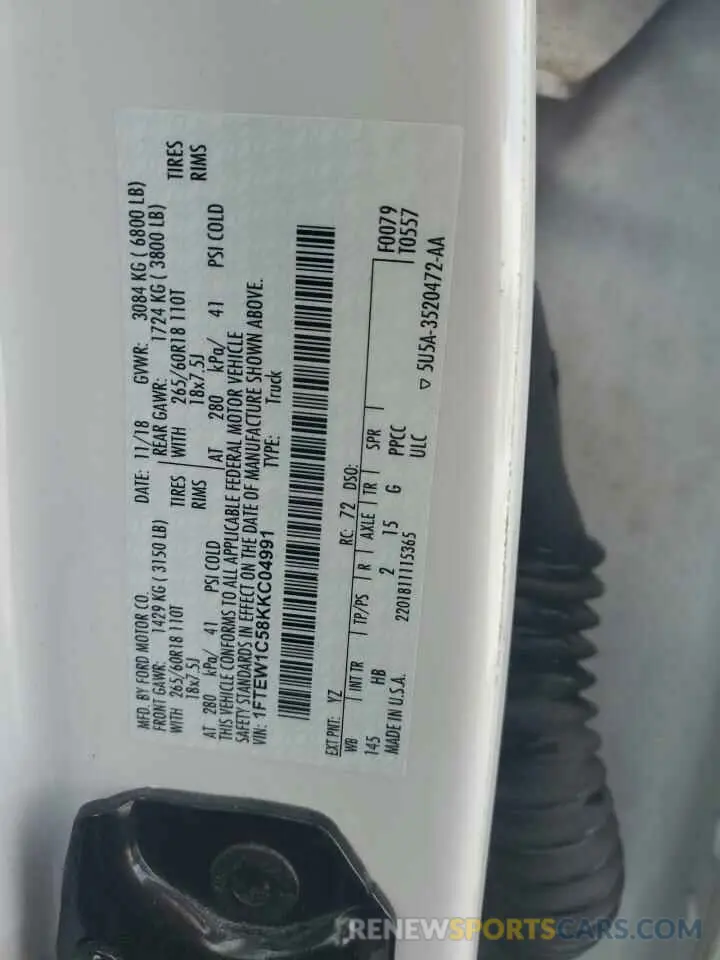 MFD. BY FORD MOTOR CO.
DATE: 11/18 GVWR: 3084 KG ( 6800 LB)
FRONT GAWR: 1429 KG ( 3150 LB)
REAR GAWR: 1724 KG ( 3800 LB)
WITH 265/60R18 110T TIRES
WITH 265/60R18 110T TIRES
18x7.5J RIMS
18x7.5J RIMS
AT 280 kPa/ 41 PSI COLD
AT 280 kPa/ 41 PSI COLD
THIS VEHICLE CONFORMS TO ALL APPLICABLE FEDERAL MOTOR VEHICLE
SAFETY STANDARDS IN EFFECT ON THE DATE OF MANUFACTURE SHOWN ABOVE.
VIN: 1FTEW1C58KKC04991 TYPE: Truck
EXT PNT: YZ RC: 72 DSO:
WB INT TR TP/PS R AXLE TR SPR F0079
145 HB 2 15 G PPCC T0557
MADE IN U.S.A. 2201811115365 ULC
▽ 5U5A-3520472-AA
RENEWSPORTSCARS.COM